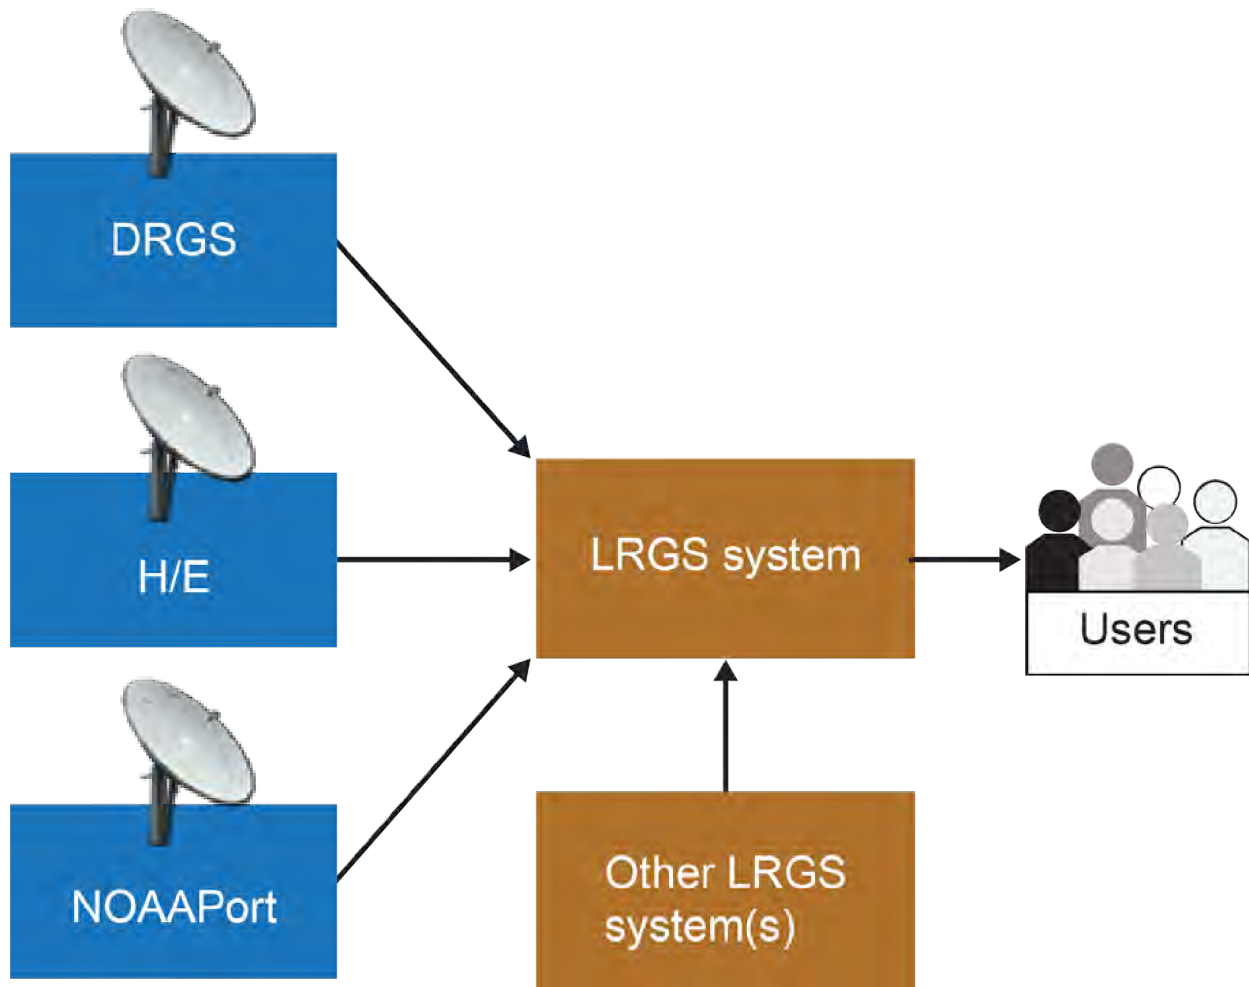 DRGS
H/E
LRGS system
Users
NOAAPort
Other LRGS
system(s)